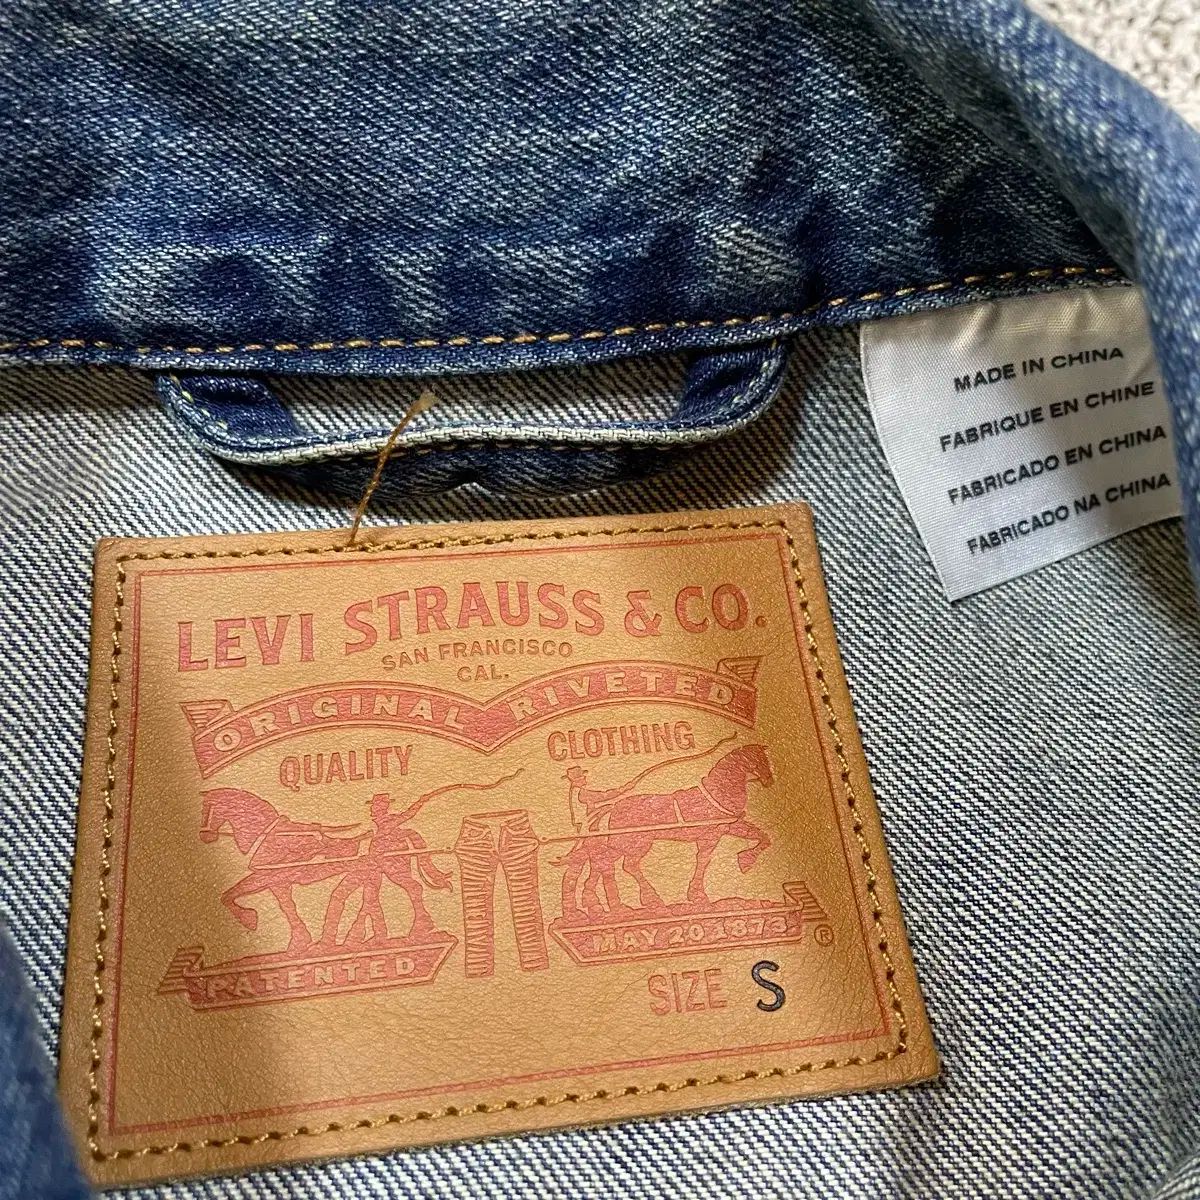 MADE IN CHINA
FABRIQUE EN CHINE
FABRICADO EN CHINA
FABRICADO NA CHINA
LEVI STRAUSS & CO.
SAN FRANCISCO
CAL.
ORIGINAL RIVETED
QUALITY CLOTHING
PATENTED MAY 20 1873 ®
SIZE S